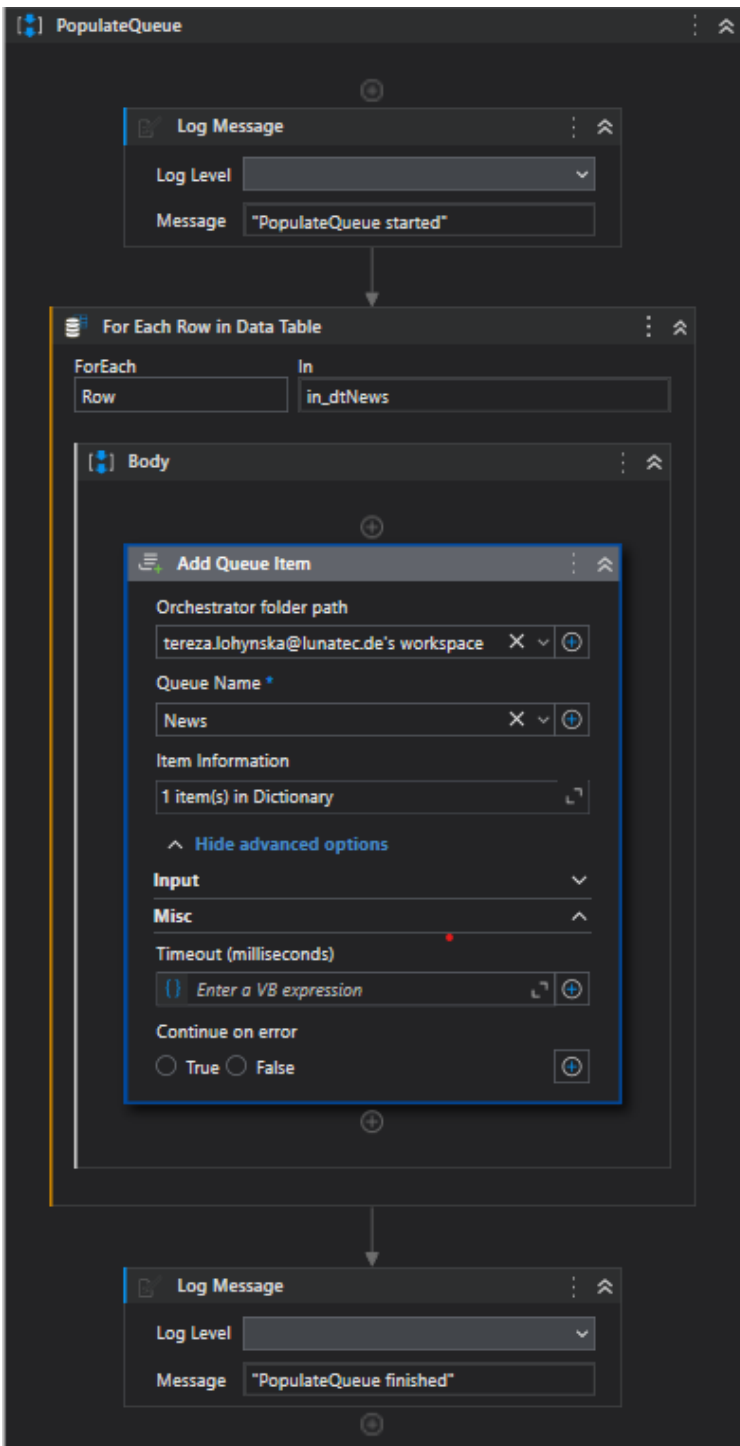 PopulateQueue
Log Message
Log Level
Message "PopulateQueue started"
For Each Row in Data Table
ForEach In
Row in_dtNews
Body
Add Queue Item
Orchestrator folder path
tereza.lohynska@lunatec.de's workspace
Queue Name *
News
Item Information
1 item(s) in Dictionary
Hide advanced options
Input
Misc
Timeout (milliseconds)
{} Enter a VB expression
Continue on error
True False
Log Message
Log Level
Message "PopulateQueue finished"